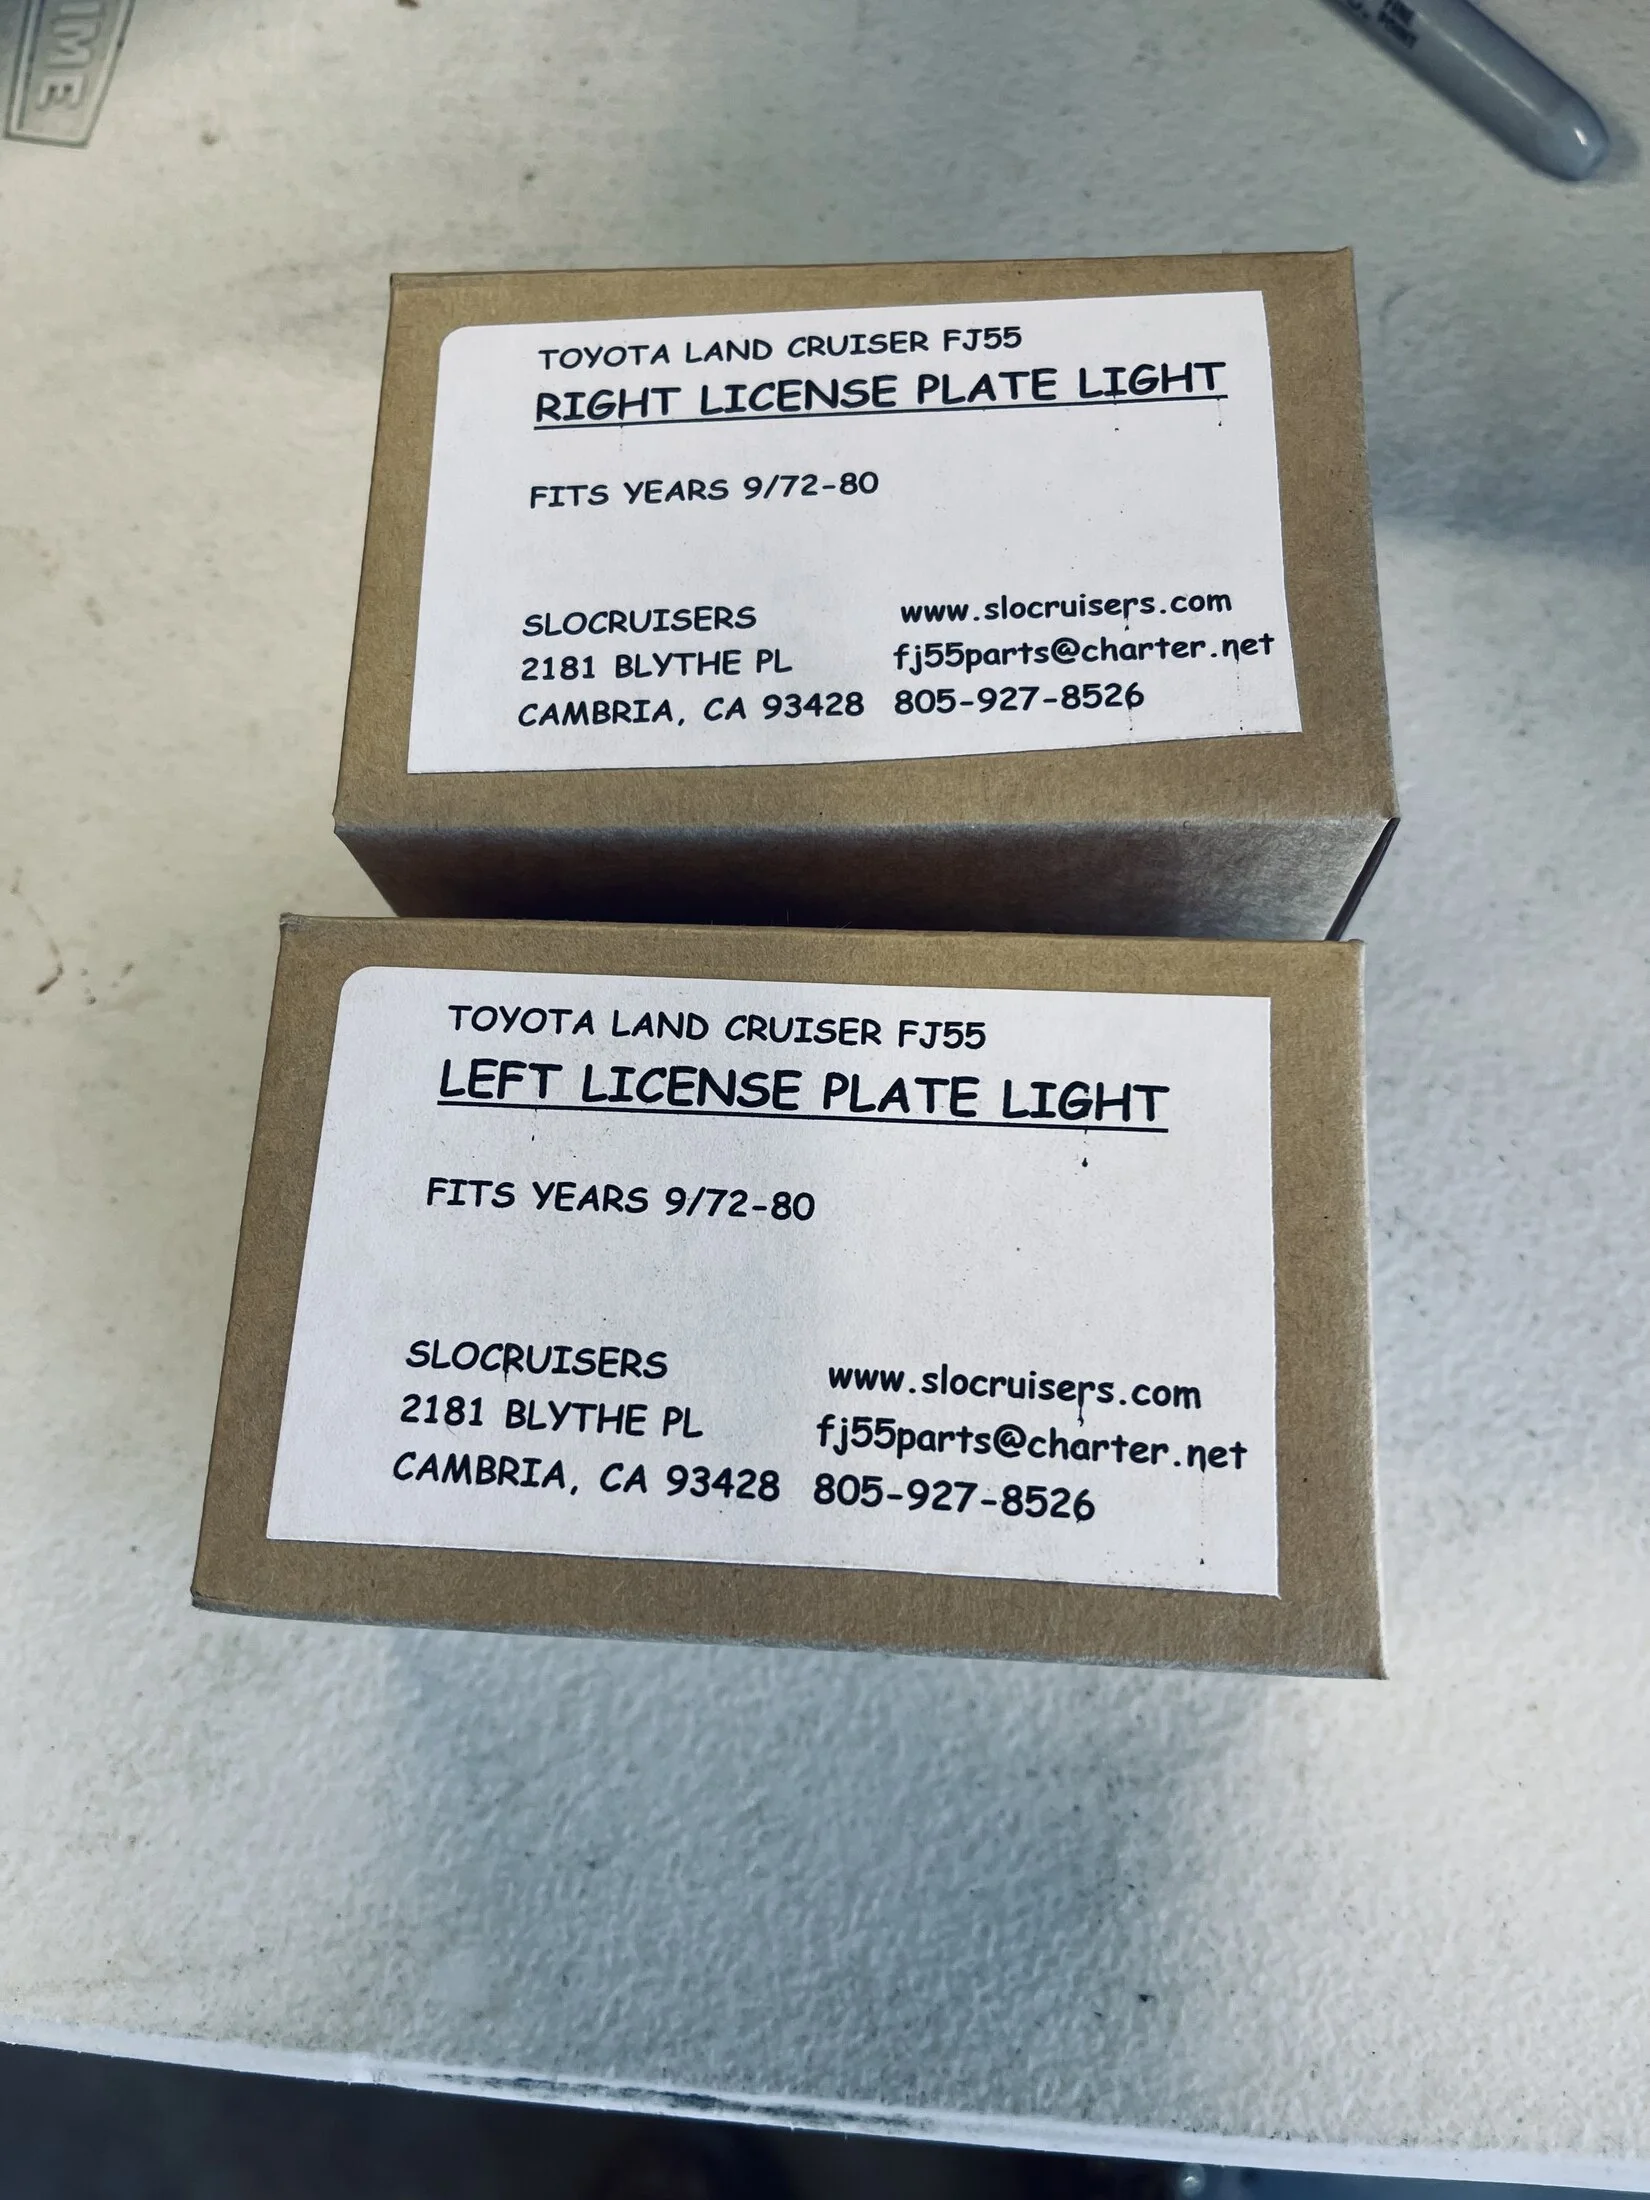 TOYOTA LAND CRUISER FJ55
RIGHT LICENSE PLATE LIGHT
FITS YEARS 9/72-80
SLOCRUISERS www.slocruisers.com
2181 BLYTHE PL fj55parts@charter.net
CAMBRIA, CA 93428 805-927-8526
TOYOTA LAND CRUISER FJ55
LEFT LICENSE PLATE LIGHT
FITS YEARS 9/72-80
SLOCRUISERS www.slocruisers.com
2181 BLYTHE PL fj55parts@charter.net
CAMBRIA, CA 93428 805-927-8526